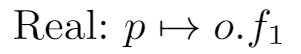 Real: p ↦ o.f₁